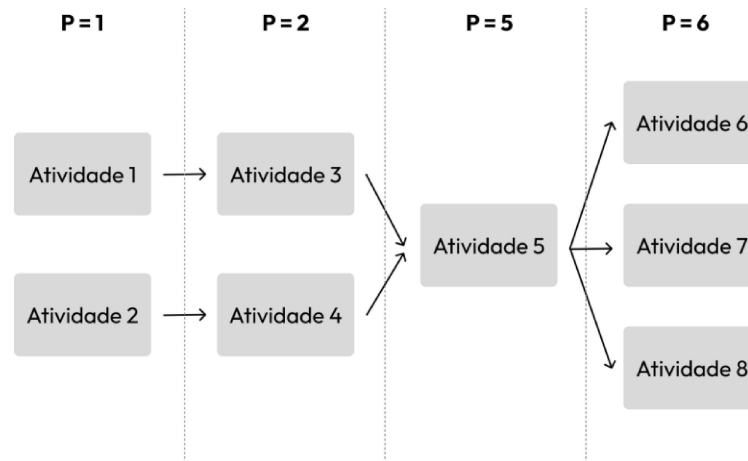 P = 1
P = 2
P = 5
P = 6
Atividade 1
Atividade 2
Atividade 3
Atividade 4
Atividade 5
Atividade 6
Atividade 7
Atividade 8